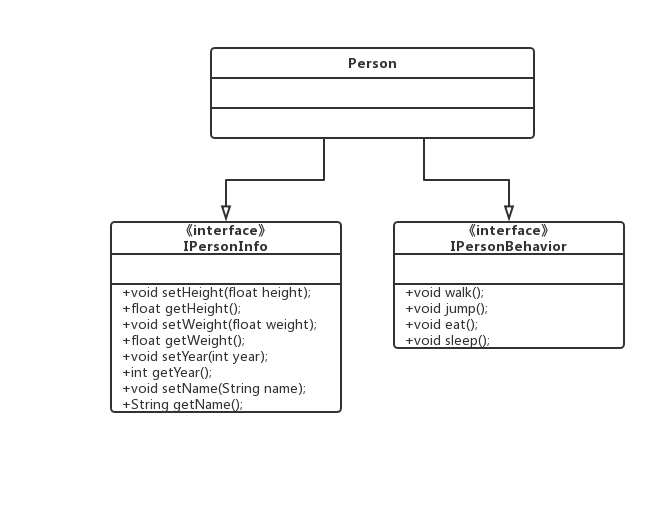 Person
《interface》
IPersonInfo
+void setHeight(float height);
+float getHeight();
+void setWeight(float weight);
+float getWeight();
+void setYear(int year);
+int getYear();
+void setName(String name);
+String getName();
《interface》
IPersonBehavior
+void walk();
+void jump();
+void eat();
+void sleep();